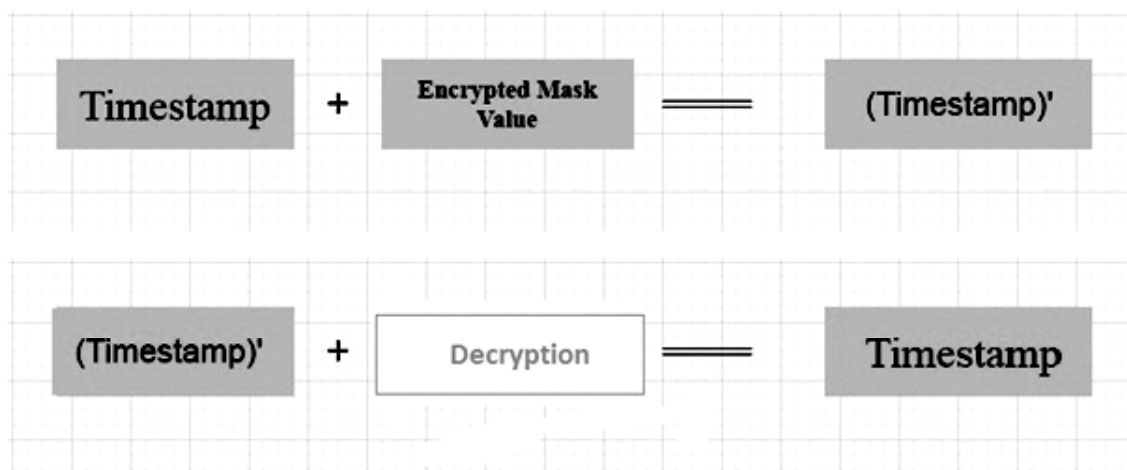 Timestamp + Encrypted Mask = (Timestamp)'
Value
(Timestamp)' + Decryption = Timestamp